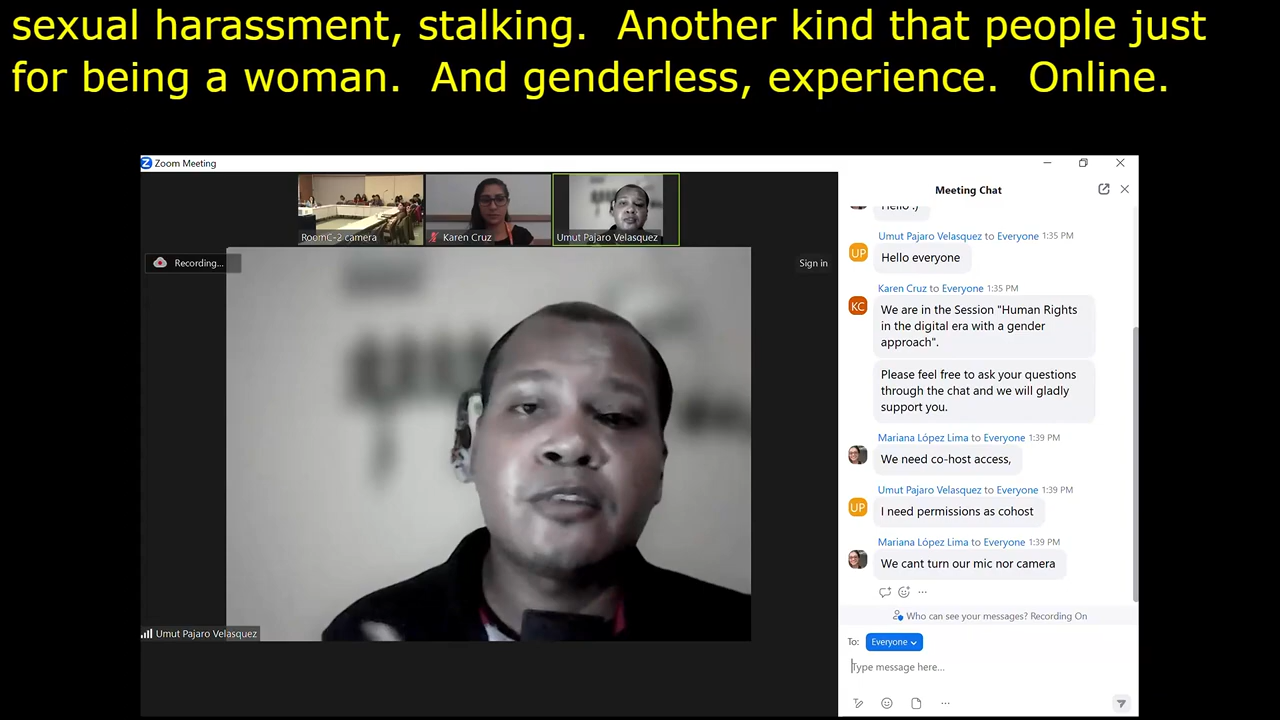 sexual harassment, stalking.  Another kind that people just
for being a woman.  And genderless, experience.  Online.
Zoom Meeting
RoomC-2 camera
Karen Cruz
Umut Pajaro Velasquez
Recording...
Sign in
Umut Pajaro Velasquez
Meeting Chat
Hello :)
Umut Pajaro Velasquez to Everyone 1:35 PM
UP
Hello everyone
Karen Cruz to Everyone 1:35 PM
KC
We are in the Session "Human Rights
in the digital era with a gender
approach".
Please feel free to ask your questions
through the chat and we will gladly
support you.
Mariana López Lima to Everyone 1:39 PM
We need co-host access,
Umut Pajaro Velasquez to Everyone 1:39 PM
UP
I need permissions as cohost
Mariana López Lima to Everyone 1:39 PM
We cant turn our mic nor camera
Who can see your messages? Recording On
To: Everyone
Type message here...